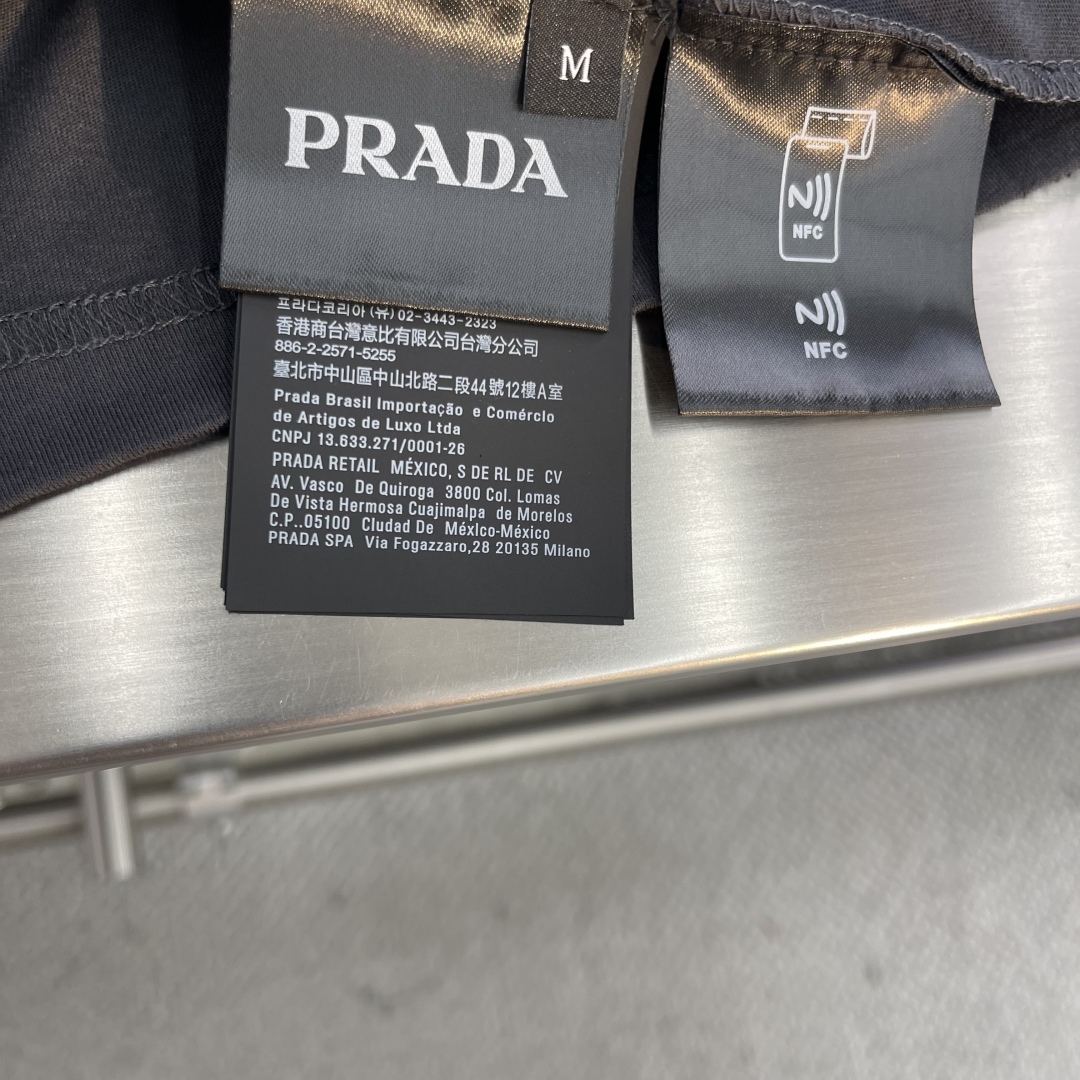 M
PRADA
NFC
NFC
프라다코리아 (유) 02-3443-2323
香港商台灣意比有限公司台灣分公司
886-2-2571-5255
臺北市中山區中山北路二段44號12樓A室
Prada Brasil Importação e Comércio
de Artigos de Luxo Ltda
CNPJ 13.633.271/0001-26
PRADA RETAIL MÉXICO, S DE RL DE CV
AV. Vasco De Quiroga 3800 Col. Lomas
De Vista Hermosa Cuajimalpa de Morelos
C.P..05100 Cludad De Méxlco-México
PRADA SPA Via Fogazzaro,28 20135 Milano